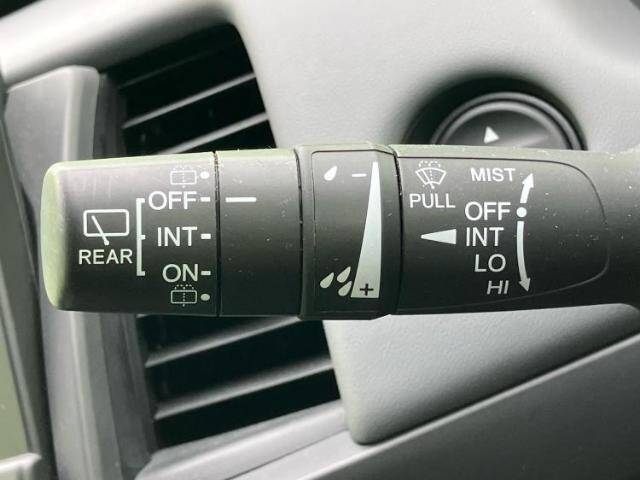 REAR
OFF
INT
ON
−
+
PULL
MIST
OFF
INT
LO
HI